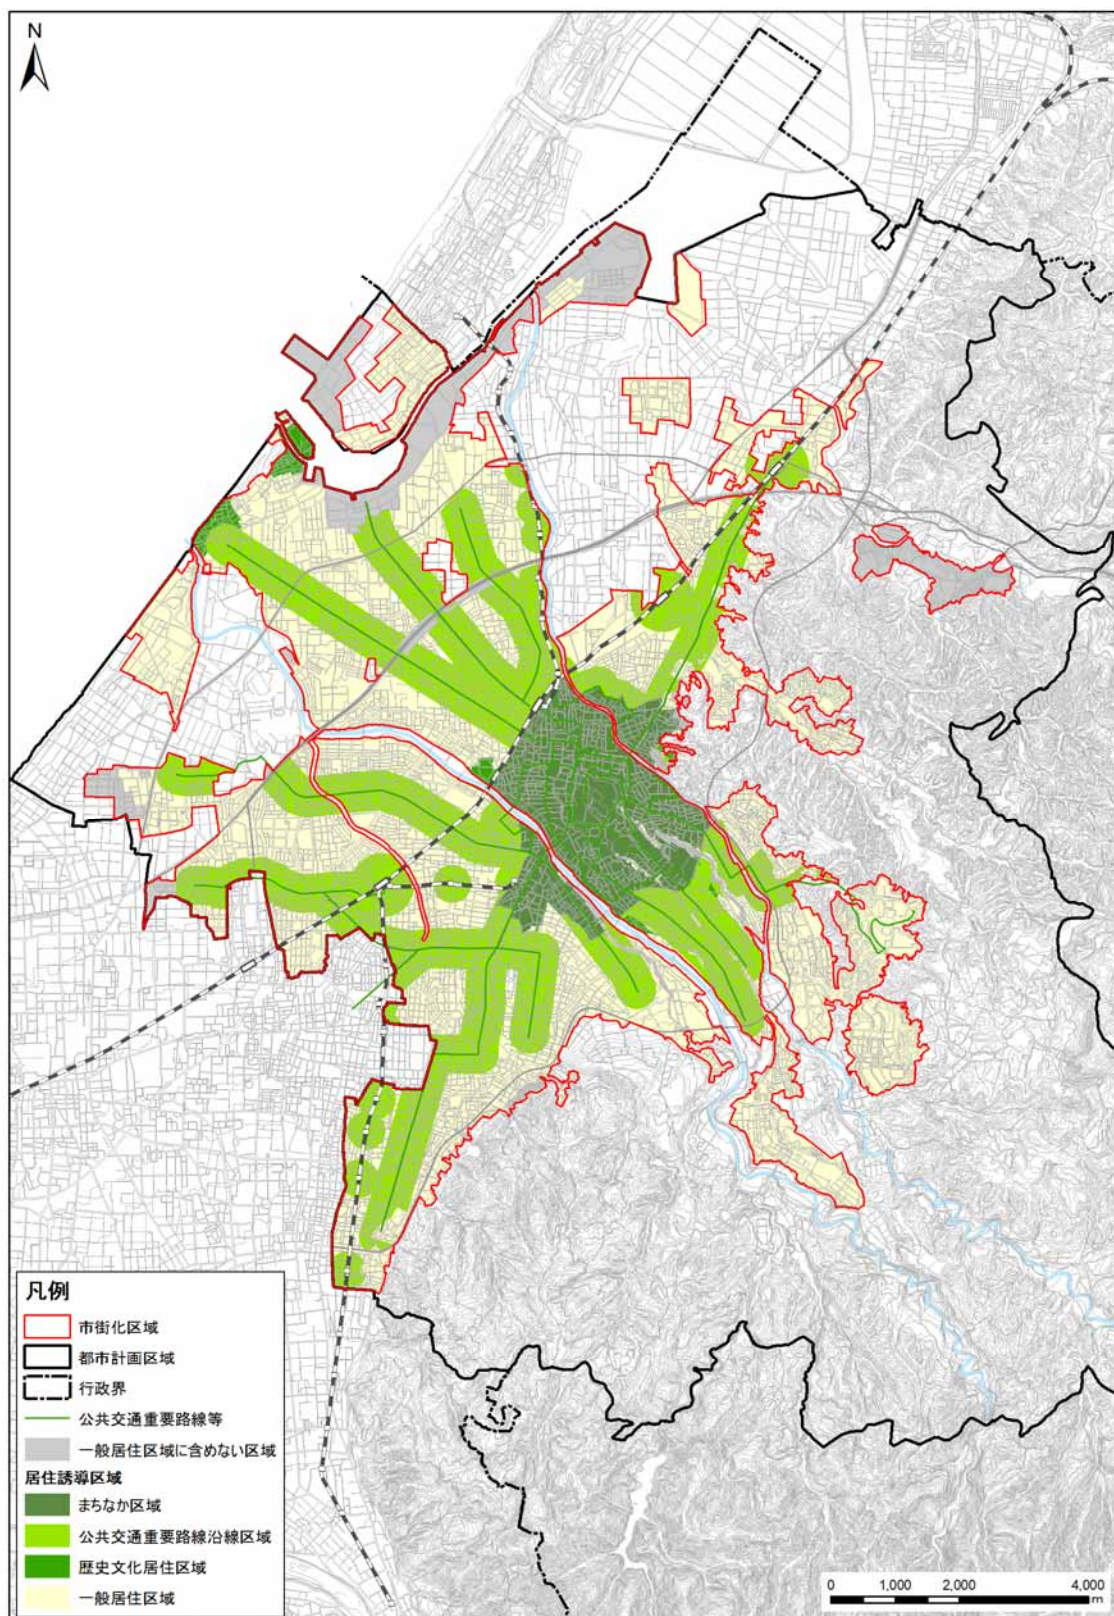 N
凡例
市街化区域
都市計画区域
行政界
公共交通重要路線等
一般居住区域に含めない区域
居住誘導区域
まちなか区域
公共交通重要路線沿線区域
歴史文化居住区域
一般居住区域
0 1,000 2,000 4,000
m